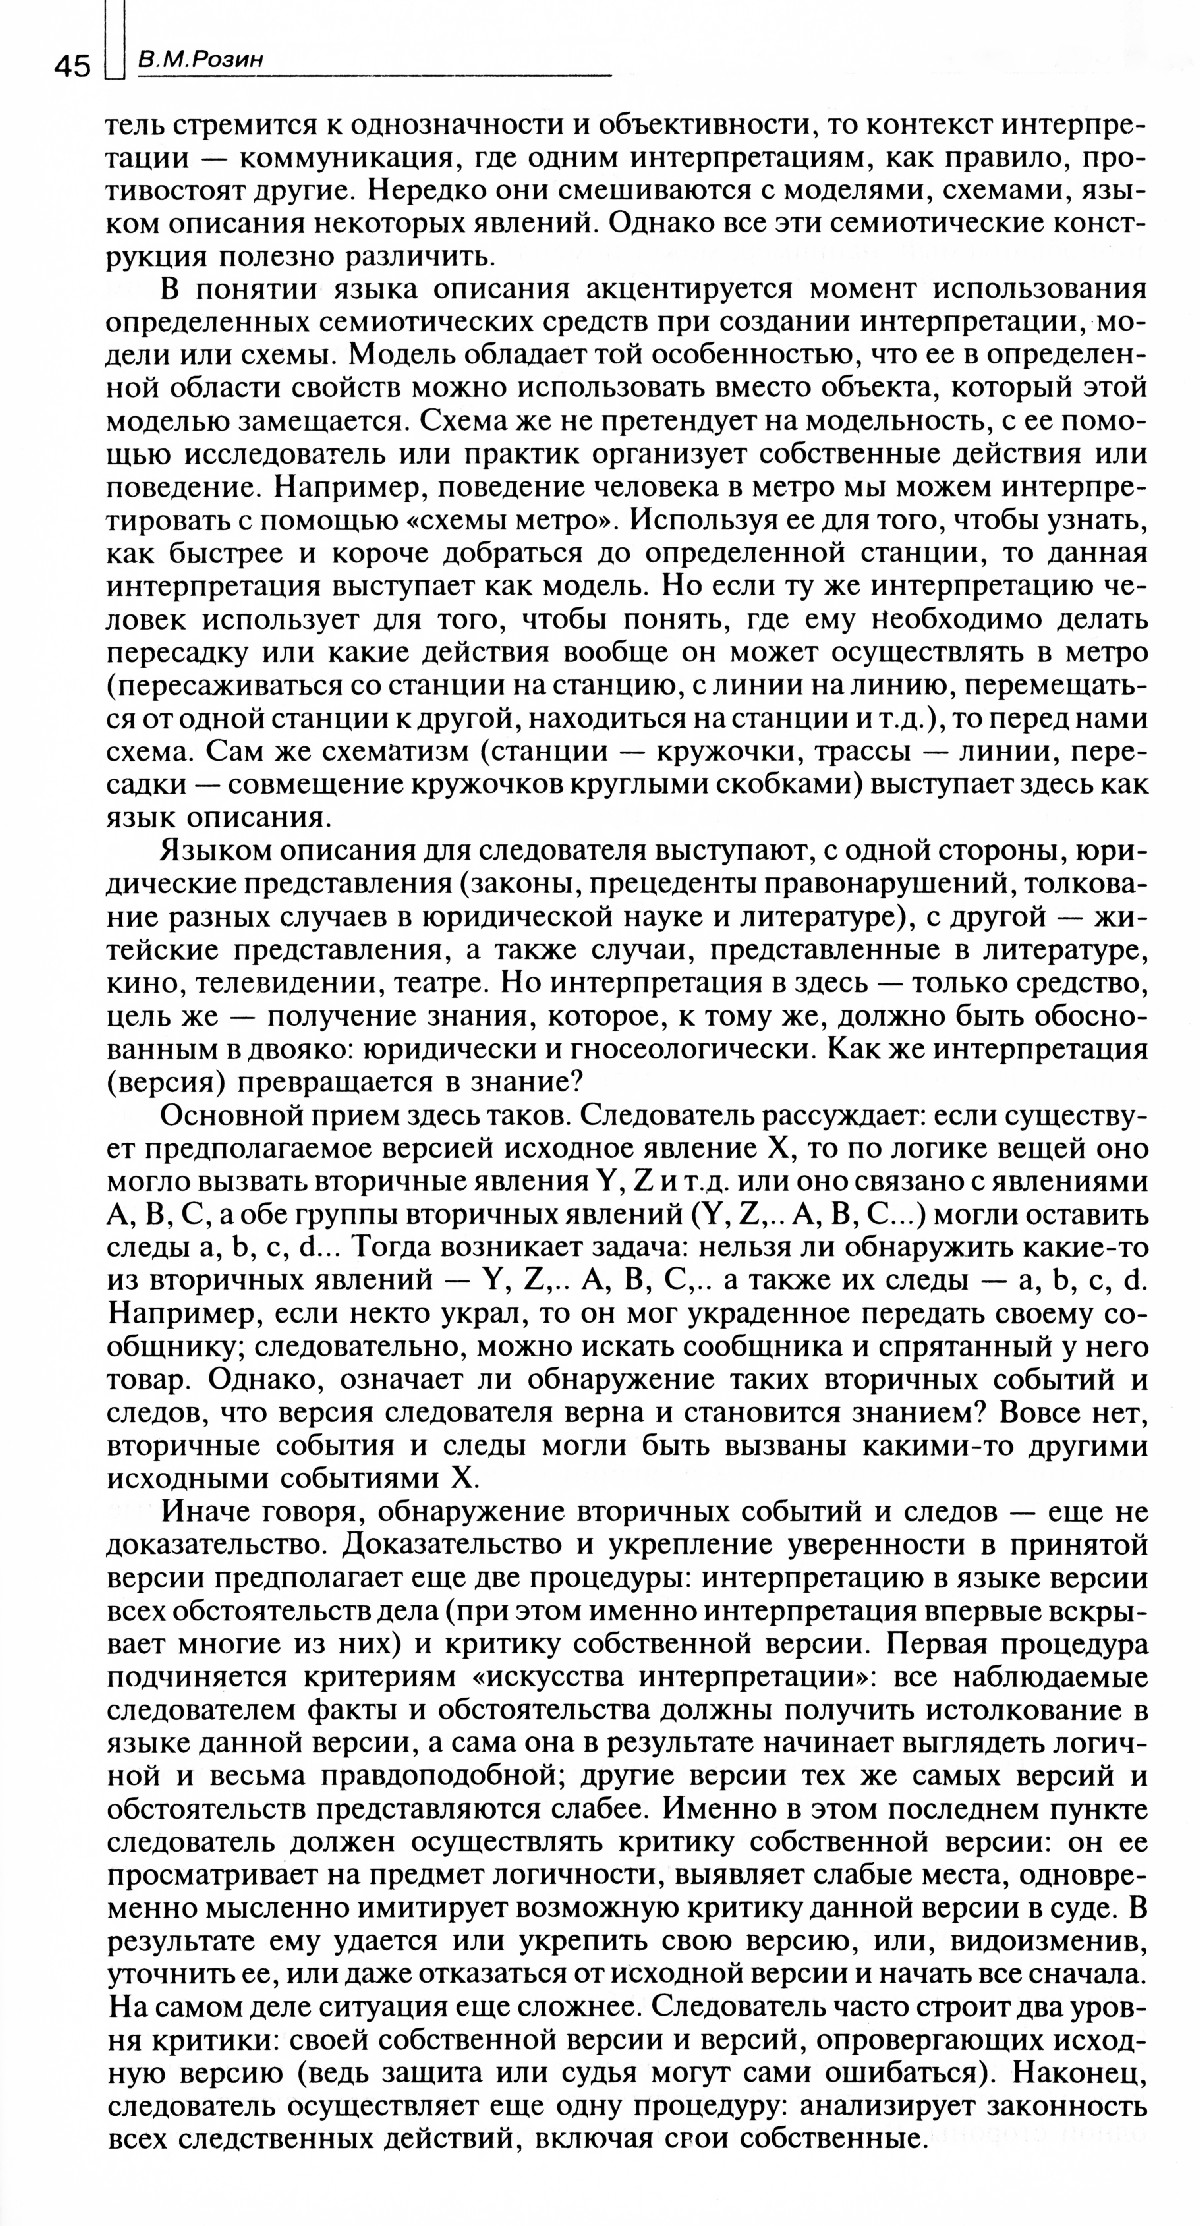 45
В.М.Розин
тель стремится к однозначности и объективности, то контекст интерпре-
тации — коммуникация, где одним интерпретациям, как правило, про-
тивостоят другие. Нередко они смешиваются с моделями, схемами, язы-
ком описания некоторых явлений. Однако все эти семиотические конст-
рукция полезно различить.
В понятии языка описания акцентируется момент использования
определенных семиотических средств при создании интерпретации, мо-
дели или схемы. Модель обладает той особенностью, что ее в определен-
ной области свойств можно использовать вместо объекта, который этой
моделью замещается. Схема же не претендует на модельность, с ее помо-
щью исследователь или практик организует собственные действия или
поведение. Например, поведение человека в метро мы можем интерпре-
тировать с помощью «схемы метро». Используя ее для того, чтобы узнать,
как быстрее и короче добраться до определенной станции, то данная
интерпретация выступает как модель. Но если ту же интерпретацию че-
ловек использует для того, чтобы понять, где ему необходимо делать
пересадку или какие действия вообще он может осуществлять в метро
(пересаживаться со станции на станцию, с линии на линию, перемещать-
ся от одной станции к другой, находиться на станции и т.д.), то перед нами
схема. Сам же схематизм (станции — кружочки, трассы — линии, пере-
садки — совмещение кружочков круглыми скобками) выступает здесь как
язык описания.
Языком описания для следователя выступают, с одной стороны, юри-
дические представления (законы, прецеденты правонарушений, толкова-
ние разных случаев в юридической науке и литературе), с другой — жи-
тейские представления, а также случаи, представленные в литературе,
кино, телевидении, театре. Но интерпретация в здесь — только средство,
цель же — получение знания, которое, к тому же, должно быть обосно-
ванным в двояко: юридически и гносеологически. Как же интерпретация
(версия) превращается в знание?
Основной прием здесь таков. Следователь рассуждает: если существу-
ет предполагаемое версией исходное явление X, то по логике вещей оно
могло вызвать вторичные явления Y, Z и т.д. или оно связано с явлениями
A, B, C, а обе группы вторичных явлений (Y, Z,.. A, B, C...) могли оставить
следы a, b, c, d... Тогда возникает задача: нельзя ли обнаружить какие-то
из вторичных явлений — Y, Z,.. A, B, C,.. а также их следы — a, b, c, d.
Например, если некто украл, то он мог украденное передать своему со-
общнику; следовательно, можно искать сообщника и спрятанный у него
товар. Однако, означает ли обнаружение таких вторичных событий и
следов, что версия следователя верна и становится знанием? Вовсе нет,
вторичные события и следы могли быть вызваны какими-то другими
исходными событиями X.
Иначе говоря, обнаружение вторичных событий и следов — еще не
доказательство. Доказательство и укрепление уверенности в принятой
версии предполагает еще две процедуры: интерпретацию в языке версии
всех обстоятельств дела (при этом именно интерпретация впервые вскры-
вает многие из них) и критику собственной версии. Первая процедура
подчиняется критериям «искусства интерпретации»: все наблюдаемые
следователем факты и обстоятельства должны получить истолкование в
языке данной версии, а сама она в результате начинает выглядеть логич-
ной и весьма правдоподобной; другие версии тех же самых версий и
обстоятельств представляются слабее. Именно в этом последнем пункте
следователь должен осуществлять критику собственной версии: он ее
просматривает на предмет логичности, выявляет слабые места, одновре-
менно мысленно имитирует возможную критику данной версии в суде. В
результате ему удается или укрепить свою версию, или, видоизменив,
уточнить ее, или даже отказаться от исходной версии и начать все сначала.
На самом деле ситуация еще сложнее. Следователь часто строит два уров-
ня критики: своей собственной версии и версий, опровергающих исход-
ную версию (ведь защита или судья могут сами ошибаться). Наконец,
следователь осуществляет еще одну процедуру: анализирует законность
всех следственных действий, включая свои собственные.